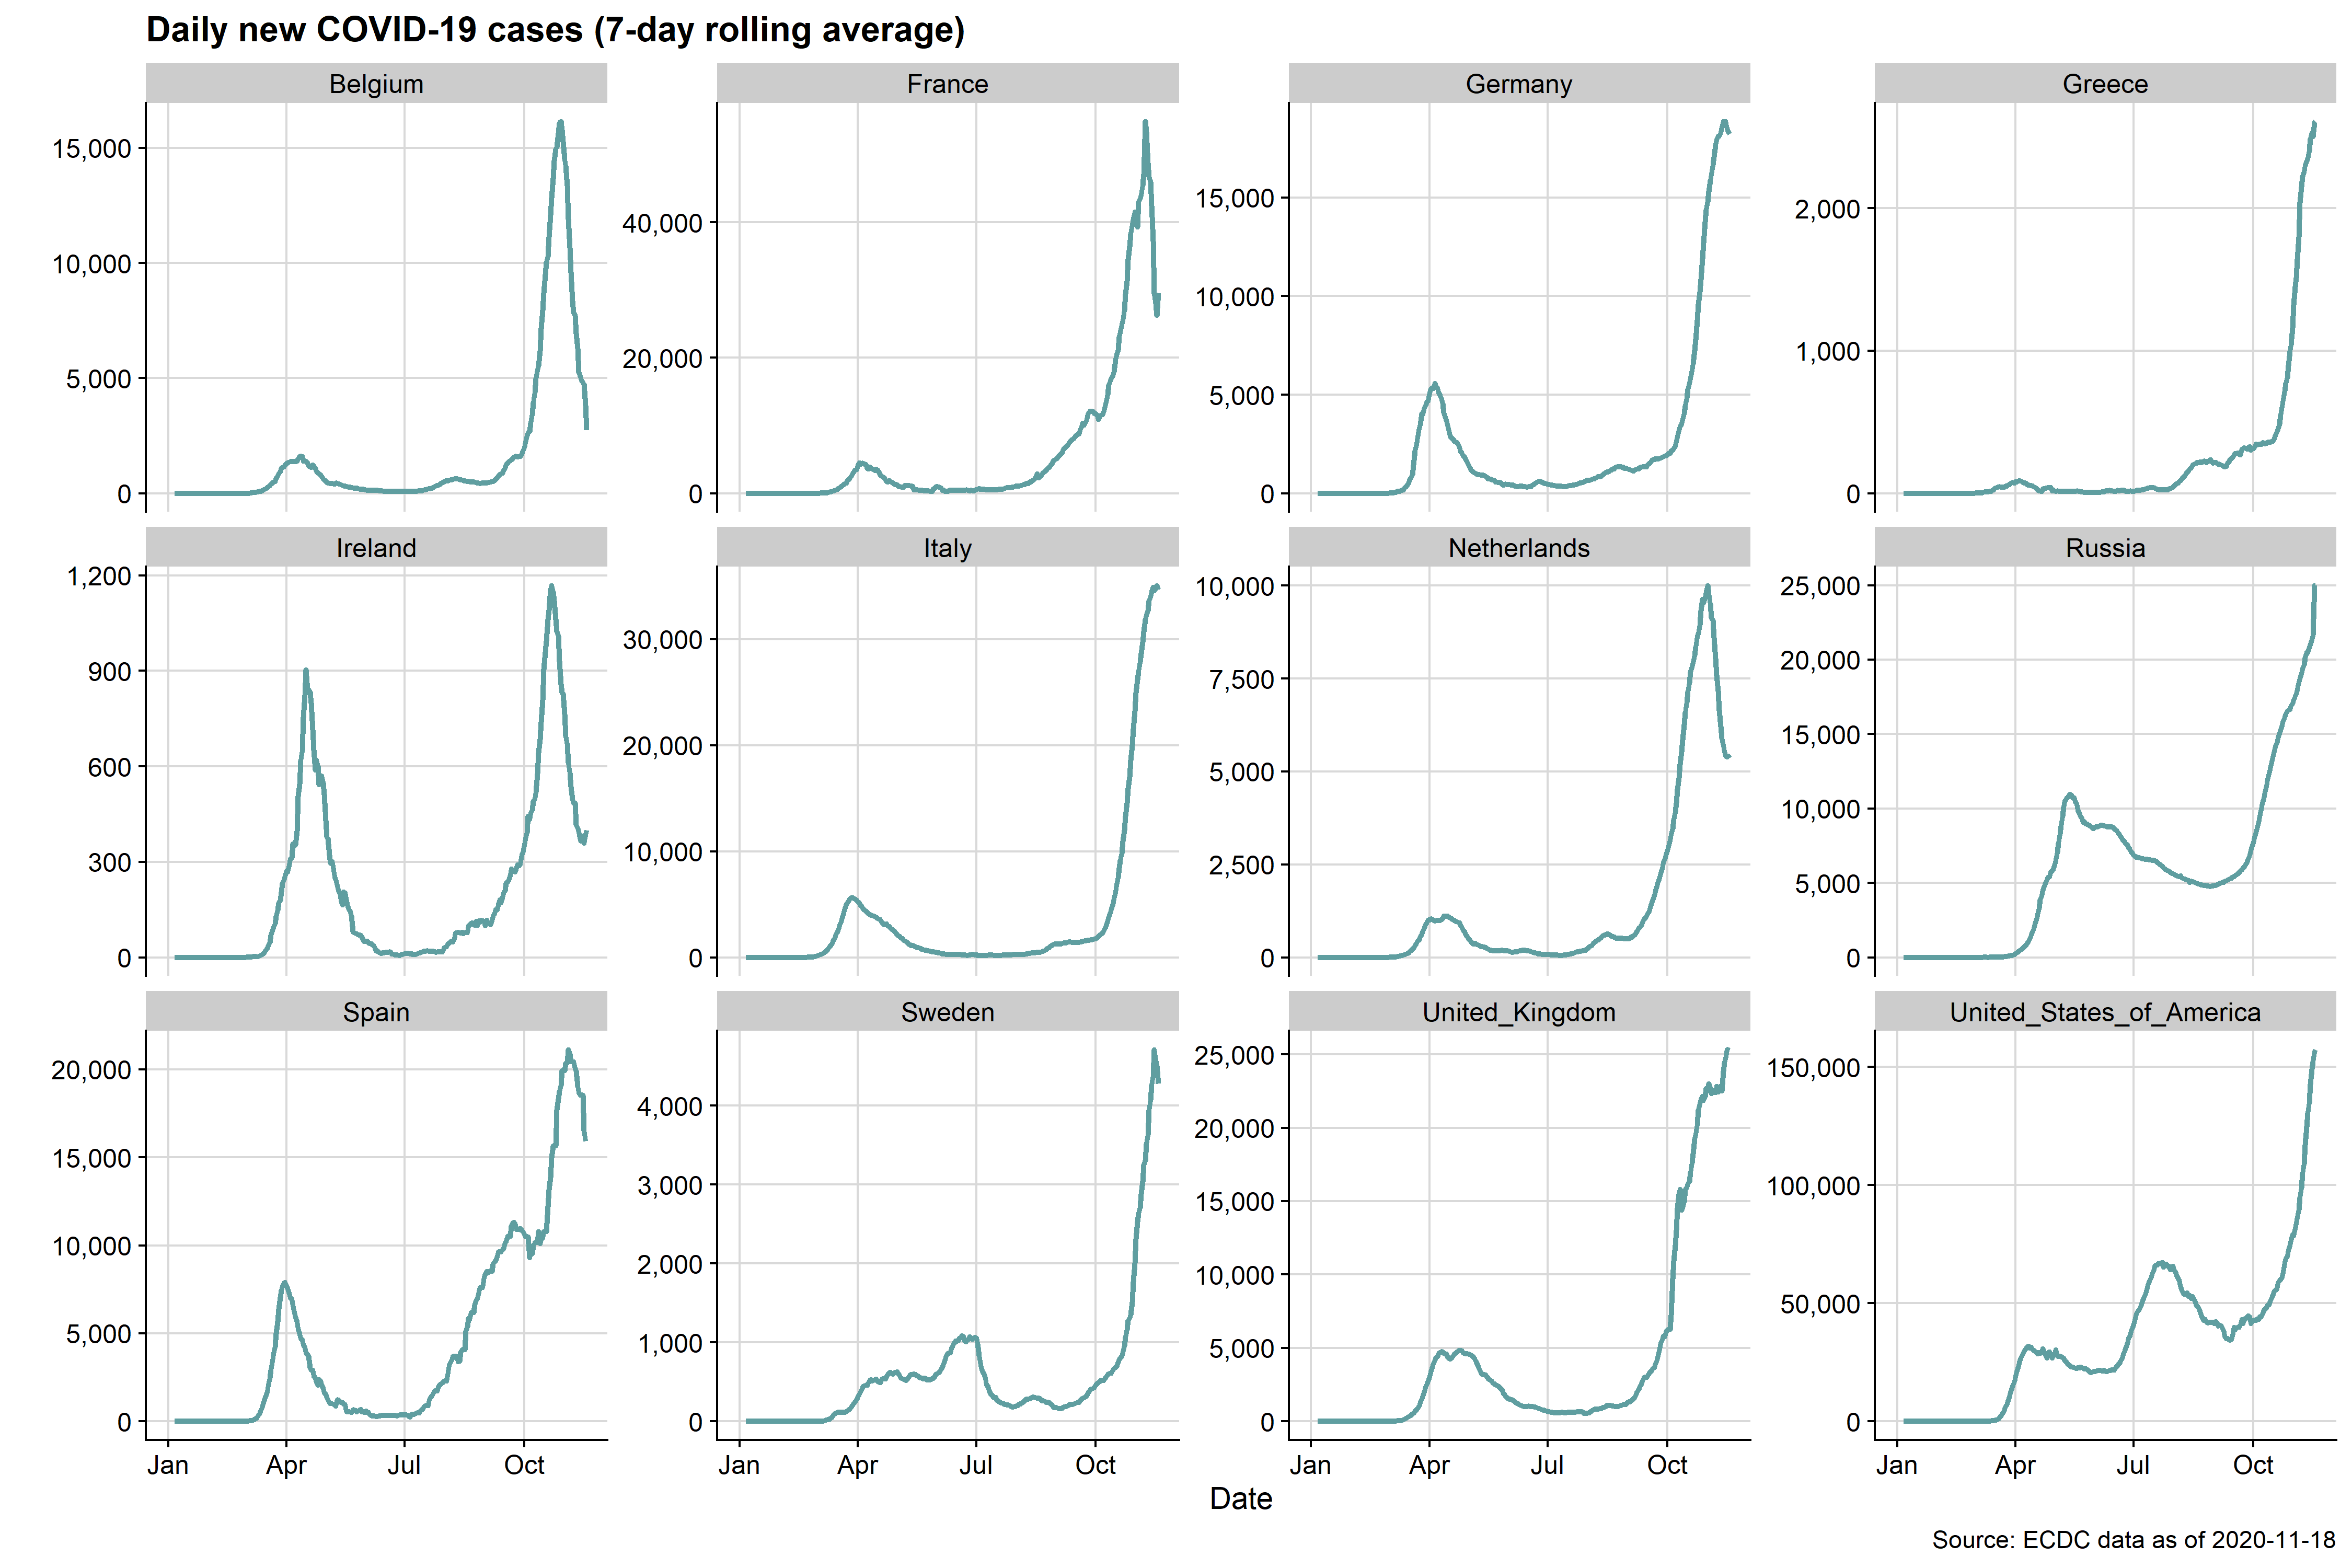 Daily new COVID-19 cases (7-day rolling average)
Belgium
France
Germany
Greece
15,000
10,000
5,000
0
40,000
20,000
0
15,000
10,000
5,000
0
2,000
1,000
0
Ireland
Italy
Netherlands
Russia
1,200
900
600
300
0
30,000
20,000
10,000
0
10,000
7,500
5,000
2,500
0
25,000
20,000
15,000
10,000
5,000
0
Spain
Sweden
United_Kingdom
United_States_of_America
20,000
15,000
10,000
5,000
0
4,000
3,000
2,000
1,000
0
25,000
20,000
15,000
10,000
5,000
0
150,000
100,000
50,000
0
Jan Apr Jul Oct
Jan Apr Jul Oct
Jan Apr Jul Oct
Jan Apr Jul Oct
Date
Source: ECDC data as of 2020-11-18